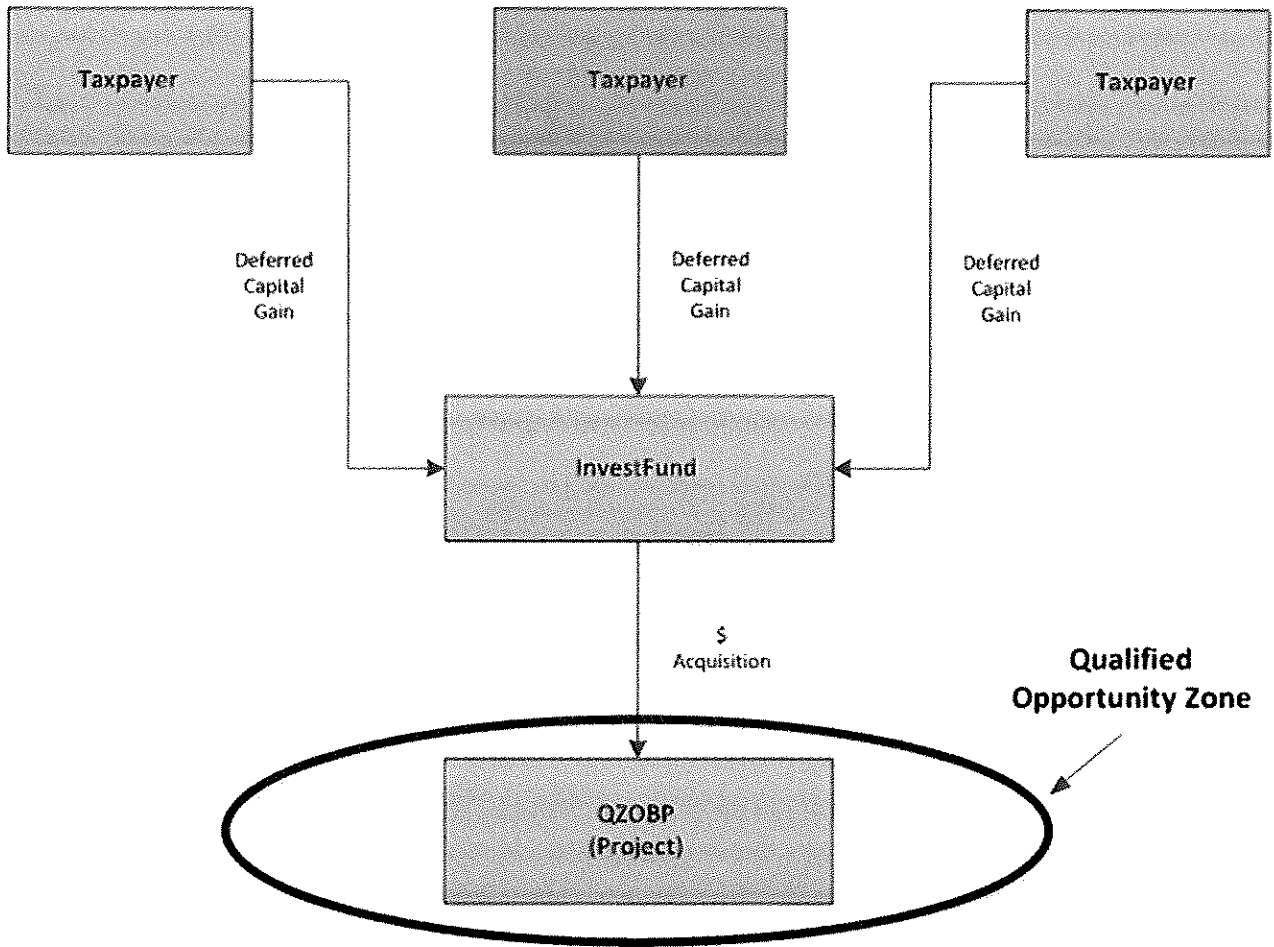 Taxpayer
Taxpayer
Taxpayer
Deferred
Capital
Gain
Deferred
Capital
Gain
Deferred
Capital
Gain
InvestFund
$
Acquisition
Qualified
Opportunity Zone
QZOBP
(Project)